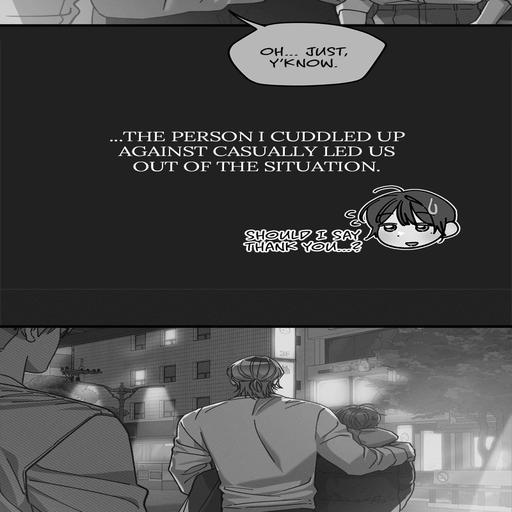 OH... JUST,
Y'KNOW.
...THE PERSON I CUDDLED UP
AGAINST CASUALLY LED US
OUT OF THE SITUATION.
SHOULD I SAY
THANK YOU...?